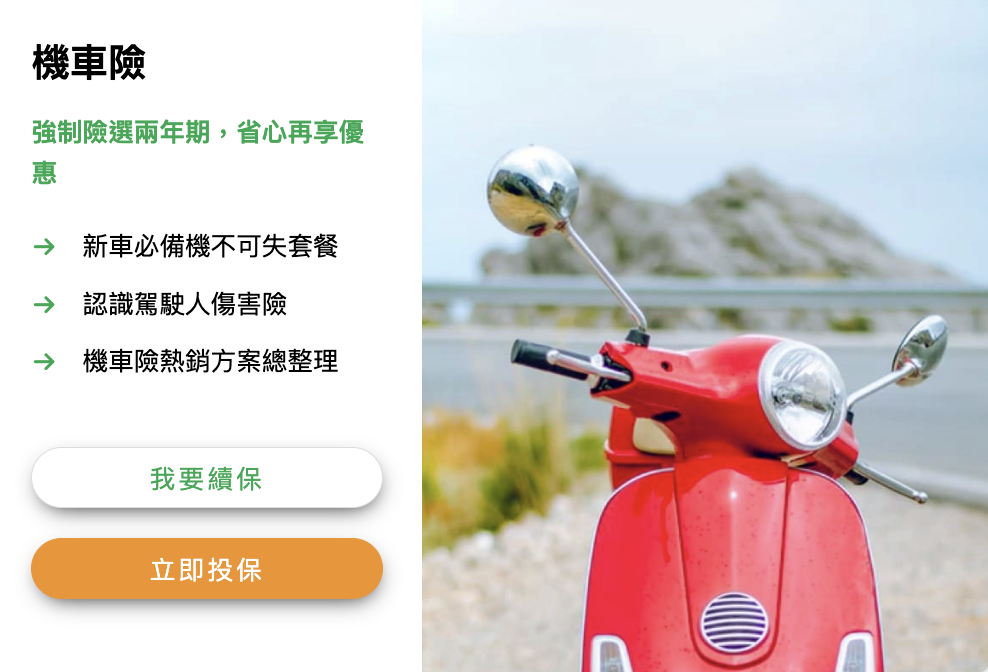 機車險
強制險選兩年期，省心再享優
惠
新車必備機不可失套餐
認識駕駛人傷害險
機車險熱銷方案總整理
我要續保
立即投保